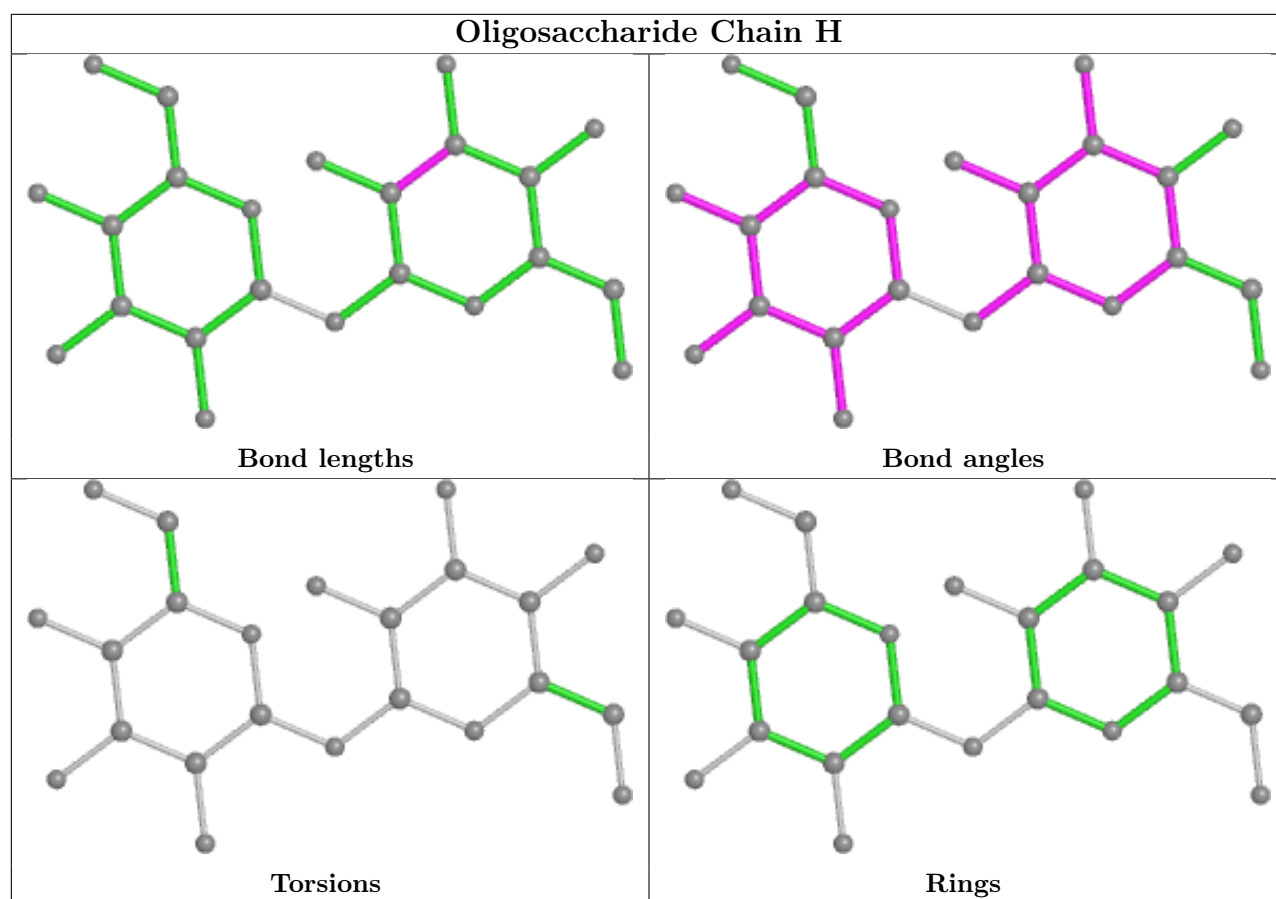 Oligosaccharide Chain H
Bond lengths
Bond angles
Torsions
Rings